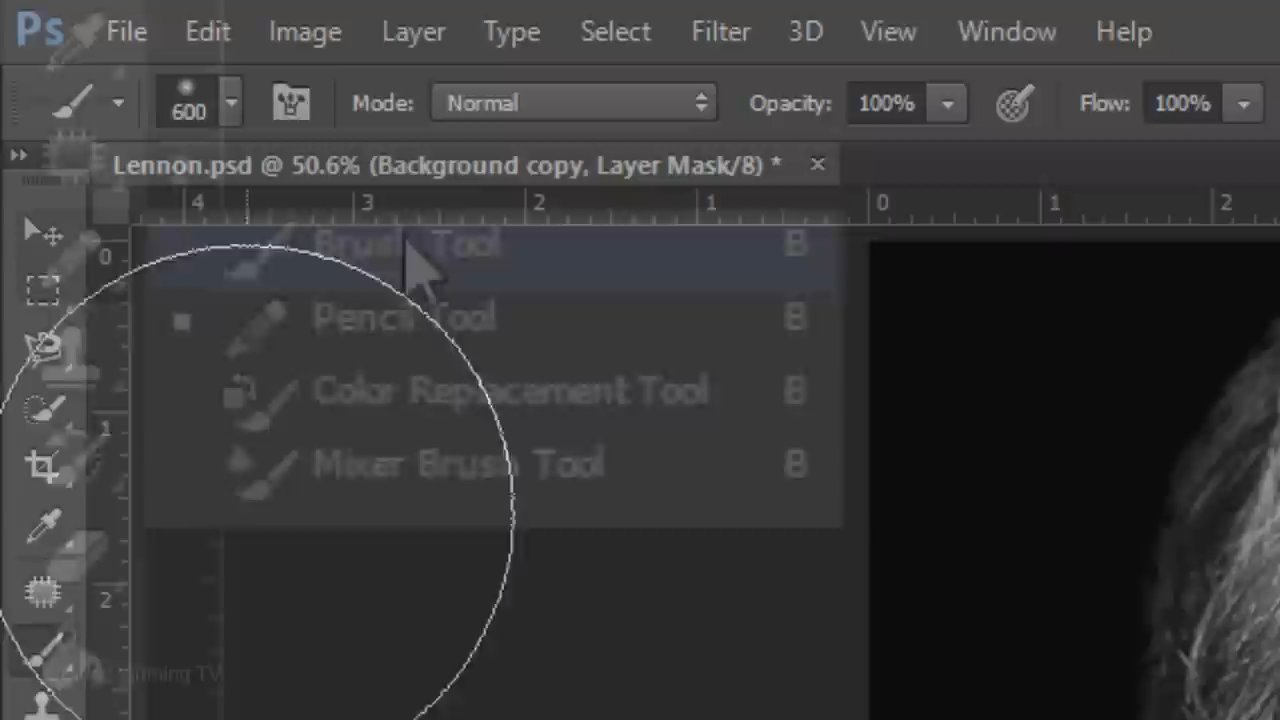 Ps File Edit Image Layer Type Select Filter 3D View Window Help
600 Mode: Normal Opacity: 100% Flow: 100%
Lennon.psd @ 50.6% (Background copy, Layer Mask/8) * ×
4 3 2 1 0 1 2
0
Brush Tool B
Pencil Tool B
Color Replacement Tool B
1
Mixer Brush Tool B
2
TV